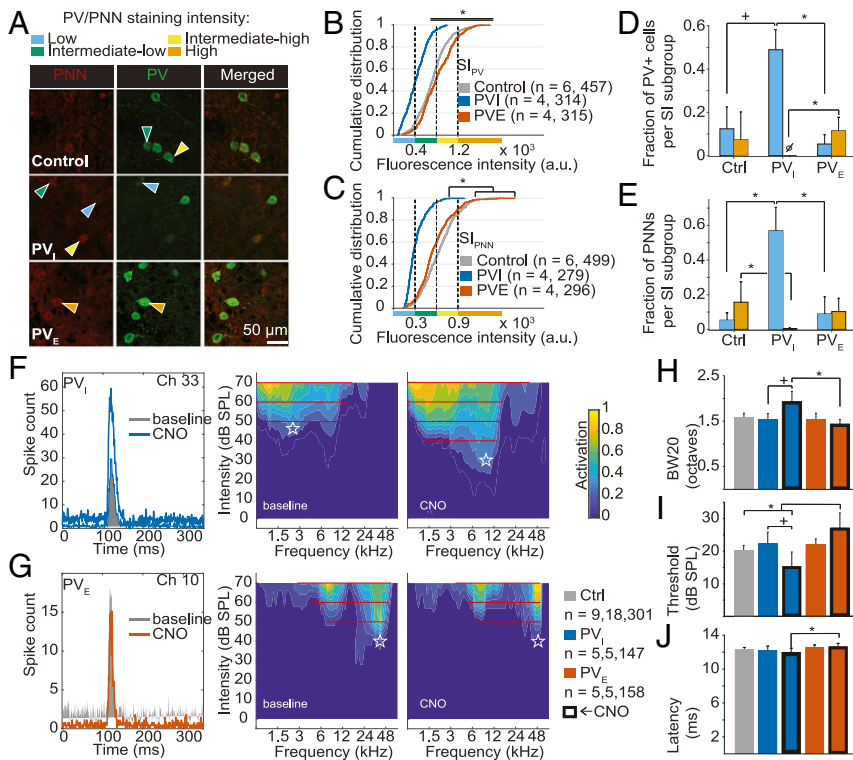 A
PV/PNN staining intensity:
Low
Intermediate-high
Intermediate-low
High
PNN
PV
Merged
Control
PVI
PVE
50 µm
B
Cumulative distribution
1
0.8
0.6
0.4
0.2
0
*
SIPV
Control (n = 6, 457)
PVI (n = 4, 314)
PVE (n = 4, 315)
0.4
1.2
x 10³
Fluorescence intensity (a.u.)
C
Cumulative distribution
1
0.8
0.6
0.4
0.2
0
*
SIPNN
Control (n = 6, 499)
PVI (n = 4, 279)
PVE (n = 4, 296)
0.3
0.9
x 10³
Fluorescence intensity (a.u.)
D
Fraction of PV+ cells
per SI subgroup
0.6
0.4
0.2
0
+
*
*
ϕ
Ctrl
PVI
PVE
E
Fraction of PNNs
per SI subgroup
0.8
0.6
0.4
0.2
0
*
*
*
Ctrl
PVI
PVE
F
PVI
Ch 33
Spike count
60
50
40
30
20
10
0
baseline
CNO
0
100
300
Time (ms)
Intensity (dB SPL)
70
60
50
40
30
20
10
0
baseline
1.5
3
6
12
24
48
Frequency (kHz)
CNO
1.5
3
6
12
24
48
Frequency (kHz)
Activation
1
0.8
0.6
0.4
0.2
0
G
PVE
Ch 10
Spike count
15
10
5
0
baseline
CNO
0
100
300
Time (ms)
Intensity (dB SPL)
70
60
50
40
30
20
10
0
baseline
1.5
3
6
12
24
48
Frequency (kHz)
CNO
1.5
3
6
12
24
48
Frequency (kHz)
Ctrl
n = 9,18,301
PVI
n = 5,5,147
PVE
n = 5,5,158
←CNO
H
BW20
(octaves)
2.5
1.5
+
*
I
Threshold
(dB SPL)
30
20
10
0
*
*
+
J
Latency
(ms)
12
8
4
0
*